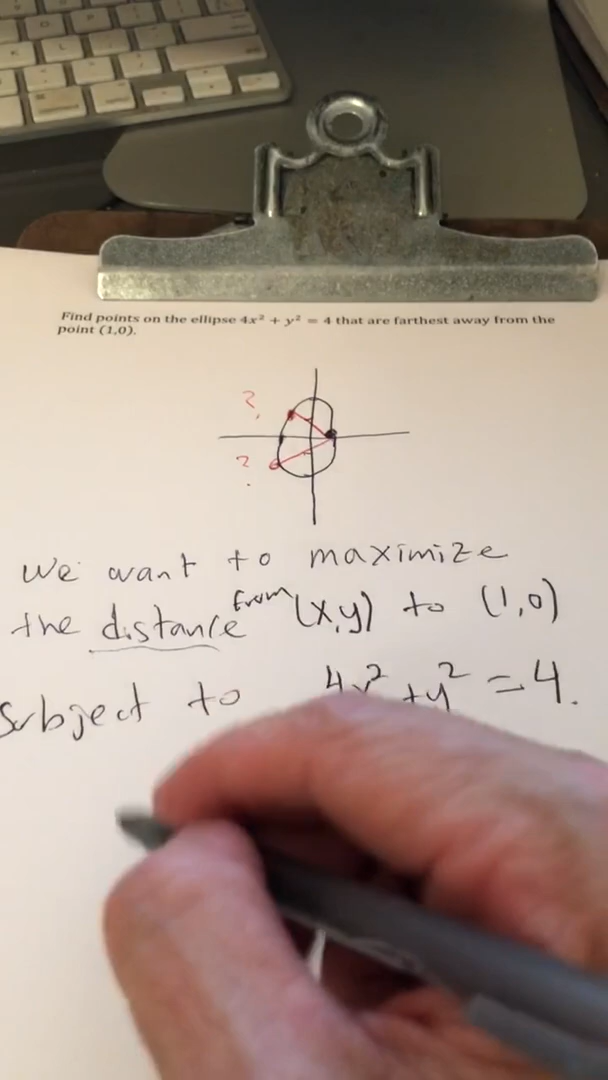 Find points on the ellipse 4x² + y² = 4 that are farthest away from the
point (1,0).
?
?
We want to maximize
the distance from (x,y) to (1,0)
Subject to 4x² + y² = 4.